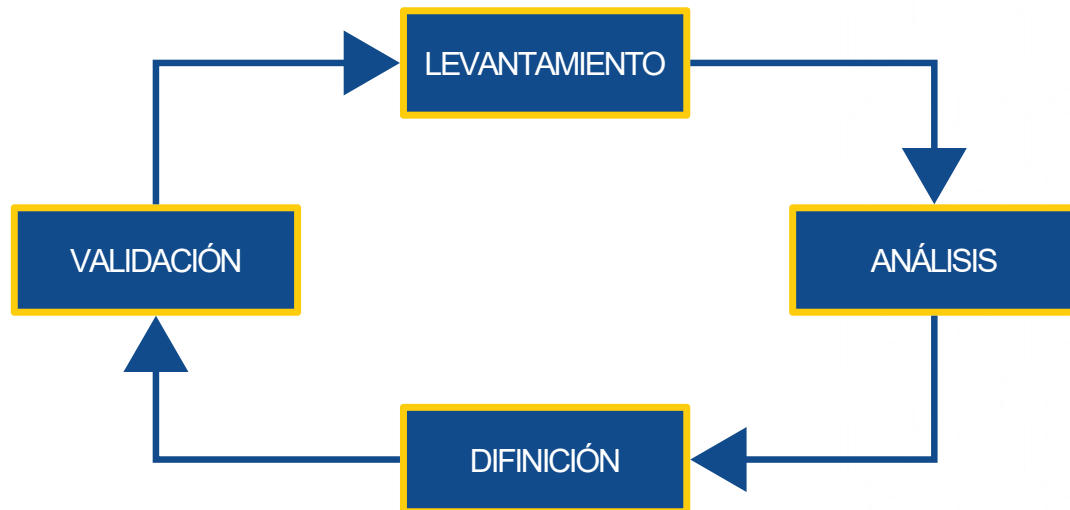 LEVANTAMIENTO
VALIDACIÓN
ANÁLISIS
DIFINICIÓN